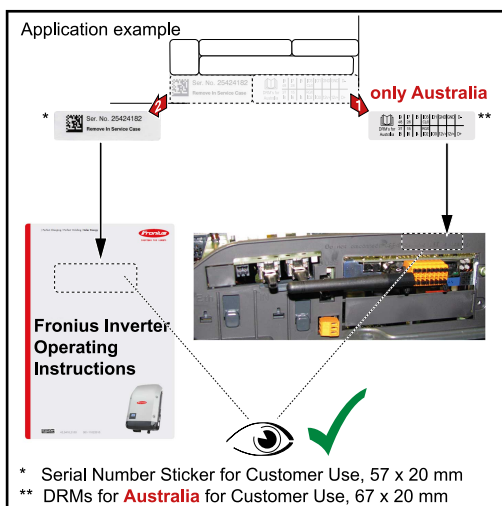 Application example
Ser. No. 25424182
Remove In Service Case
2
1
only Australia
*
Ser. No. 25424182
Remove In Service Case
**
DRMs for
Australia
Fronius
Fronius Inverter
Operating
Instructions
* Serial Number Sticker for Customer Use, 57 x 20 mm
** DRMs for Australia for Customer Use, 67 x 20 mm